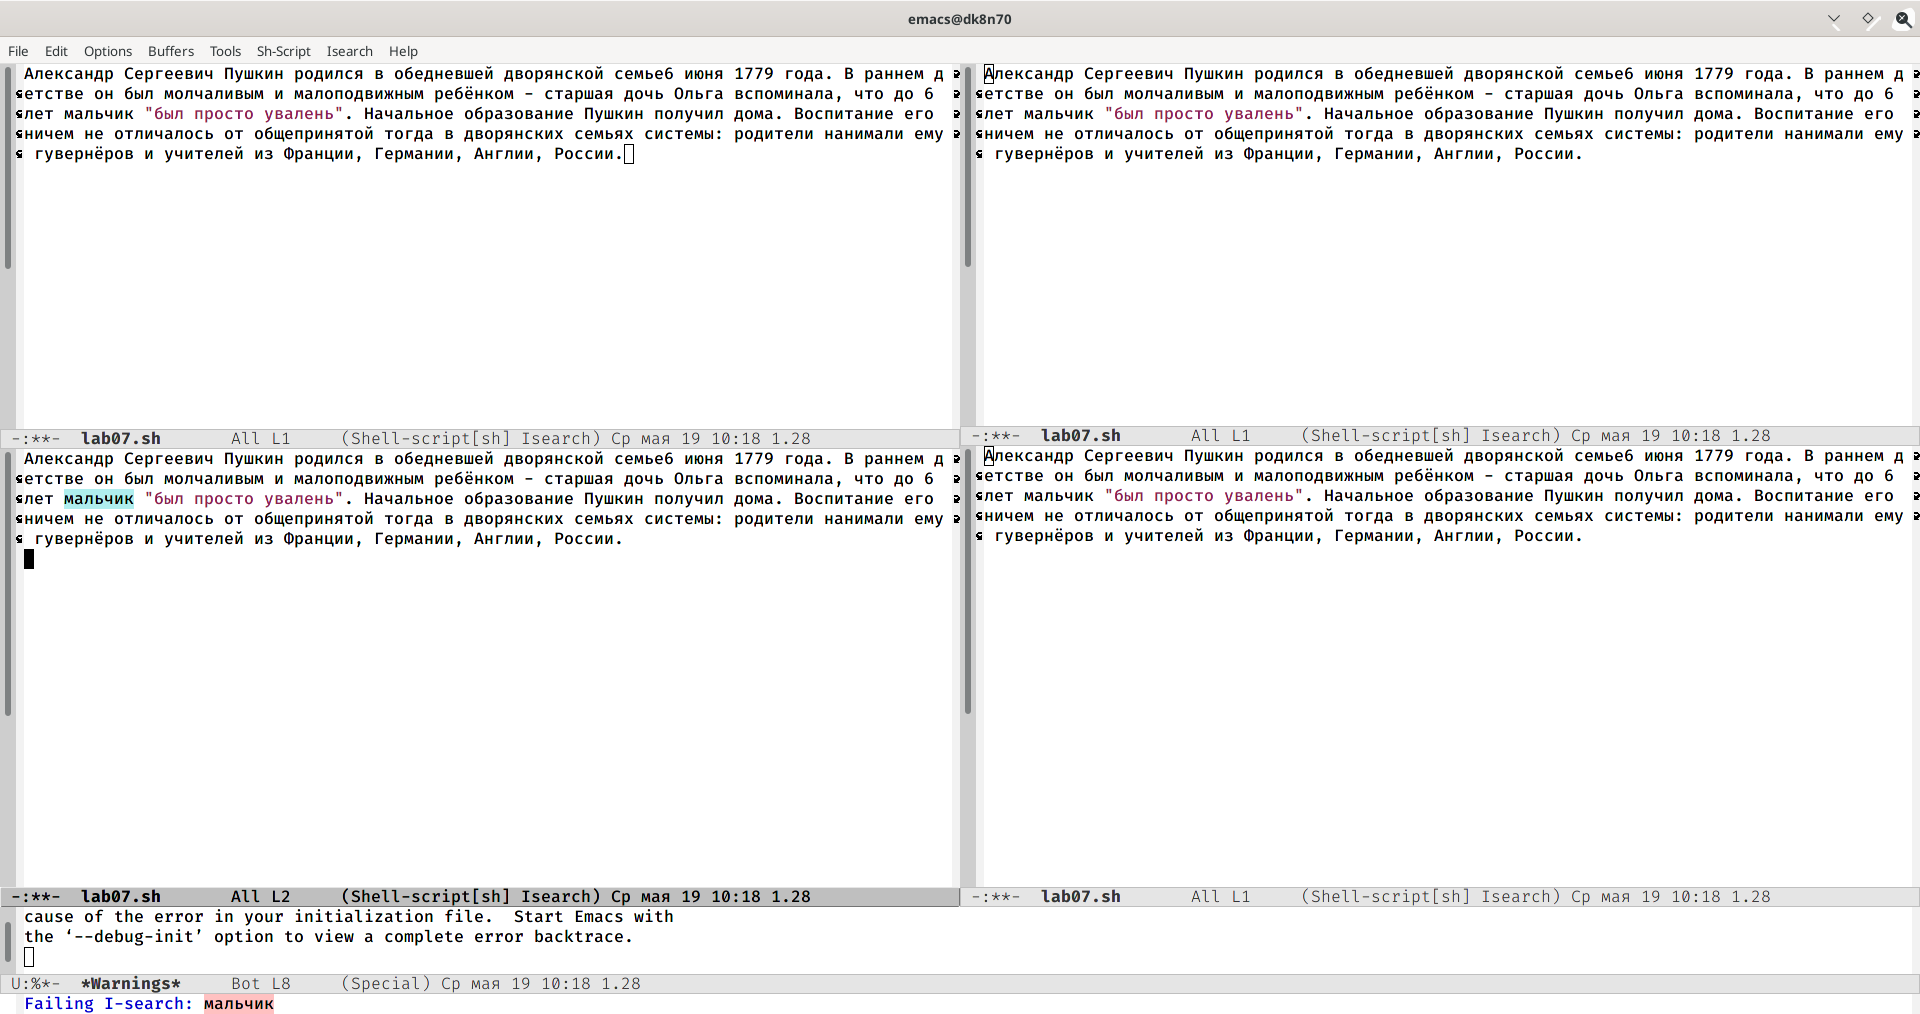 emacs@dk8n70
File Edit Options Buffers Tools Sh-Script Isearch Help
Александр Сергеевич Пушкин родился в обедневшей дворянской семье6 июня 1779 года. В раннем д
етстве он был молчаливым и малоподвижным ребёнком - старшая дочь Ольга вспоминала, что до 6
лет мальчик "был просто увалень". Начальное образование Пушкин получил дома. Воспитание его
ничем не отличалось от общепринятой тогда в дворянских семьях системы: родители нанимали ему
гувернёров и учителей из Франции, Германии, Англии, России.
-:**- lab07.sh All L1 (Shell-script[sh] Isearch) Ср мая 19 10:18 1.28
Александр Сергеевич Пушкин родился в обедневшей дворянской семье6 июня 1779 года. В раннем д
етстве он был молчаливым и малоподвижным ребёнком - старшая дочь Ольга вспоминала, что до 6
лет мальчик "был просто увалень". Начальное образование Пушкин получил дома. Воспитание его
ничем не отличалось от общепринятой тогда в дворянских семьях системы: родители нанимали ему
гувернёров и учителей из Франции, Германии, Англии, России.
-:**- lab07.sh All L1 (Shell-script[sh] Isearch) Ср мая 19 10:18 1.28
Александр Сергеевич Пушкин родился в обедневшей дворянской семье6 июня 1779 года. В раннем д
етстве он был молчаливым и малоподвижным ребёнком - старшая дочь Ольга вспоминала, что до 6
лет мальчик "был просто увалень". Начальное образование Пушкин получил дома. Воспитание его
ничем не отличалось от общепринятой тогда в дворянских семьях системы: родители нанимали ему
гувернёров и учителей из Франции, Германии, Англии, России.
-:**- lab07.sh All L2 (Shell-script[sh] Isearch) Ср мая 19 10:18 1.28
Александр Сергеевич Пушкин родился в обедневшей дворянской семье6 июня 1779 года. В раннем д
етстве он был молчаливым и малоподвижным ребёнком - старшая дочь Ольга вспоминала, что до 6
лет мальчик "был просто увалень". Начальное образование Пушкин получил дома. Воспитание его
ничем не отличалось от общепринятой тогда в дворянских семьях системы: родители нанимали ему
гувернёров и учителей из Франции, Германии, Англии, России.
-:**- lab07.sh All L1 (Shell-script[sh] Isearch) Ср мая 19 10:18 1.28
cause of the error in your initialization file. Start Emacs with
the ‘--debug-init’ option to view a complete error backtrace.
U:%*- *Warnings* Bot L8 (Special) Ср мая 19 10:18 1.28
Failing I-search: мальчик